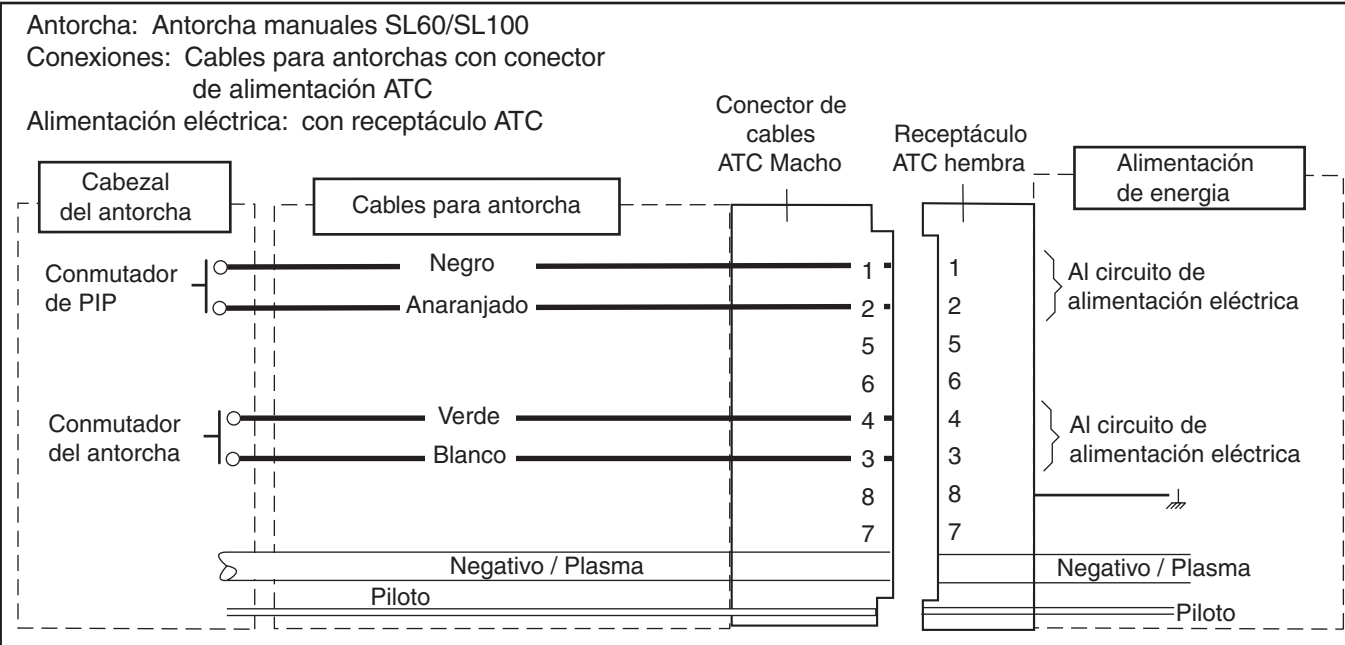 Antorcha: Antorcha manuales SL60/SL100
Conexiones: Cables para antorchas con conector
de alimentación ATC
Alimentación eléctrica: con receptáculo ATC
Conector de
cables
ATC Macho
Receptáculo
ATC hembra
Cabezal
del antorcha
Cables para antorcha
Alimentación
de energia
Conmutador
de PIP
Negro
Anaranjado
1
2
5
6
4
3
8
7
1
2
5
6
4
3
8
7
Al circuito de
alimentación eléctrica
Conmutador
del antorcha
Verde
Blanco
Al circuito de
alimentación eléctrica
Negativo / Plasma
Negativo / Plasma
Piloto
Piloto